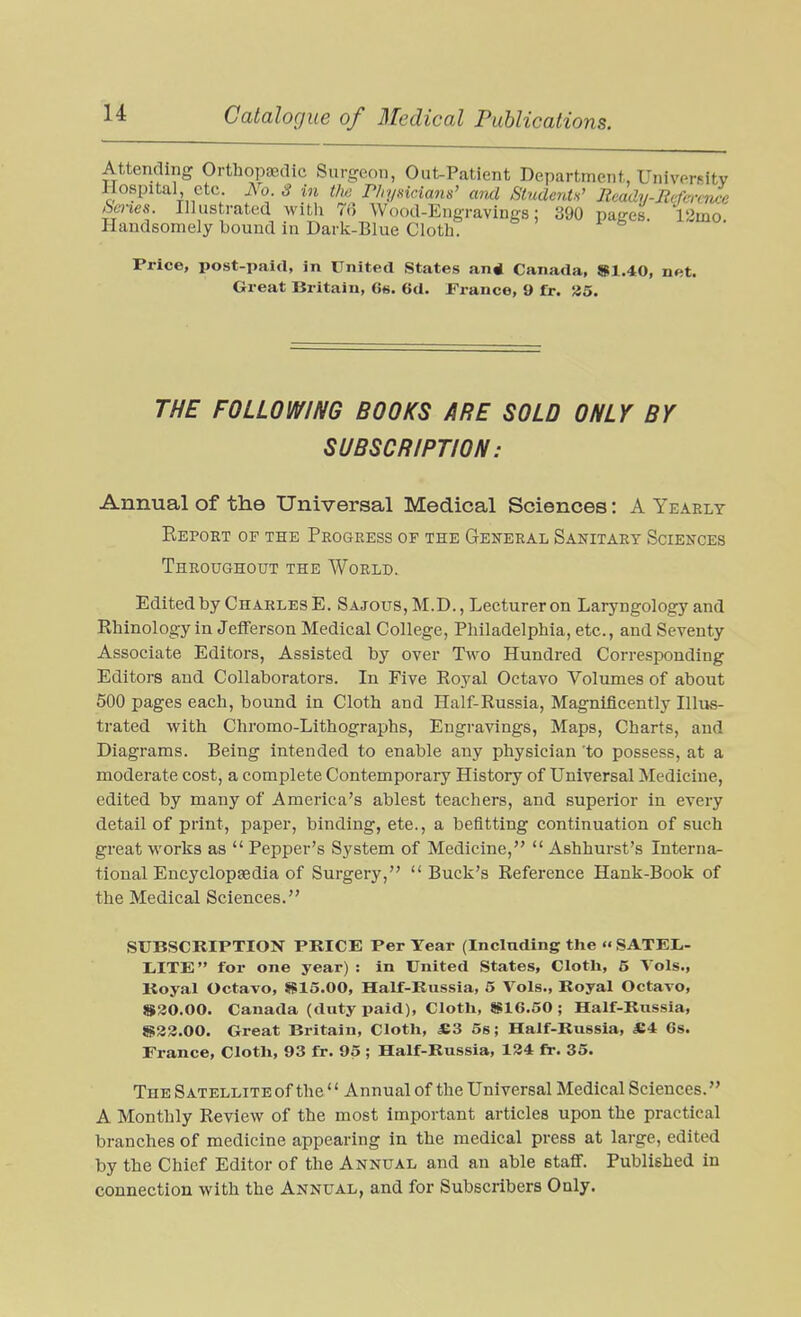 14 Catalogue of Medical Publications.
Attending Orthopædic Surgeon, Out-Patient Department, University
Hospital, etc. No. 3 in the Physicians' and Students' Ready-Reference
Series. Illustrated with 76 Wood-Engravings; 390 pages. 12mo.
Handsomely bound in Dark-Blue Cloth.
Price, post-paid, in United States and Canada, $1.40, net.
Great Britain, 6s. 6d. France, 9 fr. 25.
THE FOLLOWING BOOKS ARE SOLD ONLY BY
SUBSCRIPTION:
Annual of the Universal Medical Sciences: A Yearly
Report of the Progress of the General Sanitary Sciences
Throughout the World.
Edited by Charles E. Sajous, M.D., Lecturer on Laryngology and
Rhinology in Jefferson Medical College, Philadelphia, etc., and Seventy
Associate Editors, Assisted by over Two Hundred Corresponding
Editors and Collaborators. In Five Royal Octavo Volumes of about
500 pages each, bound in Cloth and Half-Russia, Magnificently Illus-
trated with Chromo-Lithographs, Engravings, Maps, Charts, and
Diagrams. Being intended to enable any physician to possess, at a
moderate cost, a complete Contemporary History of Universal Medicine,
edited by many of America's ablest teachers, and superior in every
detail of print, paper, binding, ete., a befitting continuation of such
great works as "Pepper's System of Medicine," "Ashhurst's Interna-
tional Encyclopædia of Surgery," "Buck's Reference Hank-Book of
the Medical Sciences."
SUBSCRIPTION PRICE Per Year (Including the "SATEL-
LITE" for one year) : in United States, Cloth, 5 Vols.,
Royal Octavo, $15.00, Half-Russia, 5 Vols., Royal Octavo,
$20.00. Canada (duty paid), Cloth, $16.50; Half-Russia,
$22.00. Great Britain, Cloth, £3 5s; Half-Russia, £4 6s.
France, Cloth, 93 fr. 95; Half-Russia, 124 fr. 35.
The Satellite of the "Annual of the Universal Medical Sciences."
A Monthly Review of the most important articles upon the practical
branches of medicine appearing in the medical press at large, edited
by the Chief Editor of the Annual and an able staff. Published in
connection with the Annual, and for Subscribers Only.